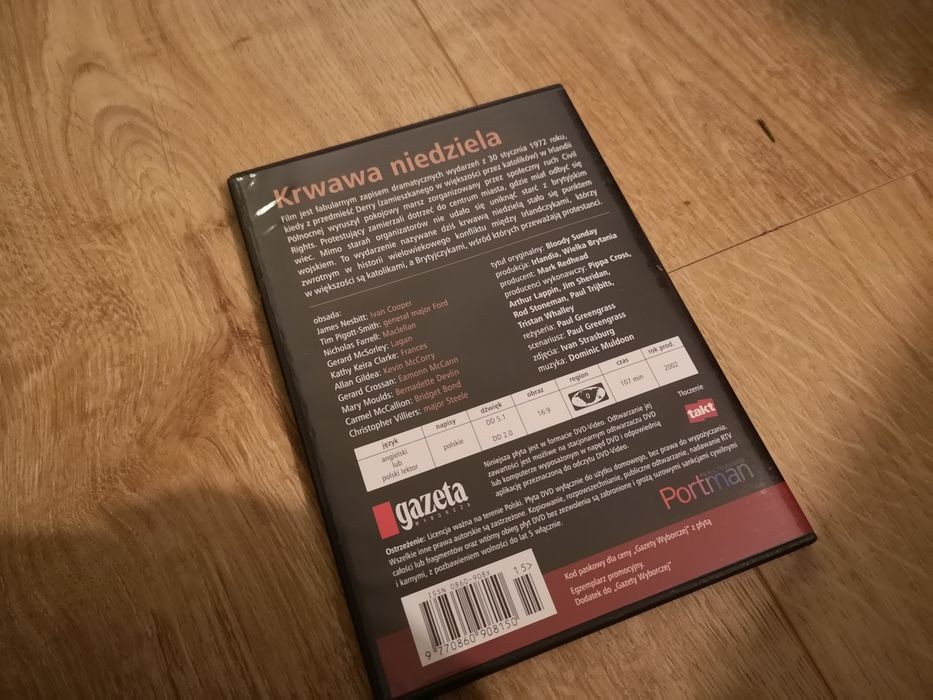 Krwawa niedziela
Film jest fabularnym zapisem dramatycznych wydarzeń z 30 stycznia 1972 roku,
kiedy z przedmieść Derry (zamieszkanego w większości przez katolików) w Irlandii
Północnej wyruszył pokojowy marsz zorganizowany przez społeczny ruch Civil
Rights. Protestujący zamierzali dotrzeć do centrum miasta, gdzie miał odbyć się
wiec. Mimo starań organizatorów nie udało się uniknąć starć z brytyjskim
wojskiem. To wydarzenie nazywane dziś krwawą niedzielą, stało się punktem
zwrotnym w historii wielowiekowego konfliktu między Irlandczykami, którzy
w większości są katolikami, a Brytyjczykami, wśród których przeważają protestanci.
obsada:
James Nesbitt: Ivan Cooper
Tim Pigott-Smith: general major Ford
Nicholas Farrell: Maclellan
Gerard McSorley: Lagan
Kathy Keira Clarke: Frances
Allan Gildea: Kevin McCorry
Gerard Crossan: Eamonn McCann
Mary Moulds: Bernadette Devlin
Carmel McCallion: Bridget Bond
Christopher Villiers: major Steele
tytuł oryginalny: Bloody Sunday
produkcja: Irlandia, Wielka Brytania
producent: Mark Redhead
producenci wykonawczy: Pippa Cross,
Arthur Lappin, Jim Sheridan,
Rod Stoneman, Paul Trijbits,
Tristan Whalley
reżyseria: Paul Greengrass
scenariusz: Paul Greengrass
zdjęcia: Ivan Strasburg
muzyka: Dominic Muldoon
język napisy dźwięk obraz region czas rok prod.
angielski
lub
polski lektor
polskie
DD 5.1
DD 2.0
16:9
0
107 min
2002
Tłoczenie
takt
Niniejsza płyta jest w formacie DVD-Video. Odtwarzanie jej
zawartości jest możliwe na stacjonarnym odtwarzaczu DVD
lub komputerze wyposażonym w napęd DVD i odpowiednią
aplikację przeznaczoną do odczytu DVD-Video.
gazeta
WYBORCZA
Portman
Ostrzeżenie: Licencja ważna na terenie Polski. Płyta DVD wyłącznie do użytku domowego, bez prawa do wypożyczania.
Wszelkie inne prawa autorskie są zastrzeżone. Kopiowanie, rozpowszechnianie, publiczne odtwarzanie, nadawanie RTV
całości lub fragmentów oraz wtórny obieg płyt DVD bez zezwolenia są zabronione i grożą surowymi sankcjami cywilnymi
i karnymi, z pozbawieniem wolności do lat 5 włącznie.
ISSN 0860-908X
15>
9 770860 908150
Kod paskowy dla ceny „Gazety Wyborczej” z płytą
Egzemplarz promocyjny.
Dodatek do „Gazety Wyborczej”